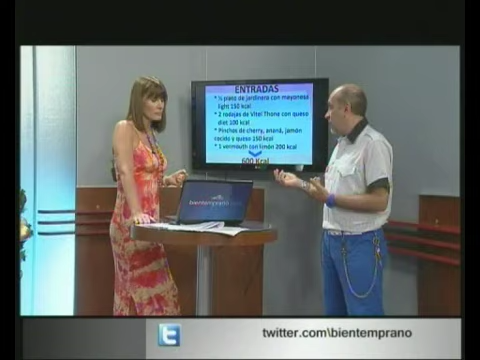 ENTRADAS
* ½ plato de jardinera con mayonesa
light 150 kcal
* 2 rodajas de Vitel Thone con queso
diet 100 kcal
* Pinchos de cherry, ananá, jamón
cocido y queso 150 kcal
* 1 vermouth con limón 200 kcal
600 Kcal
bientemprano.com
twitter.com\bientemprano